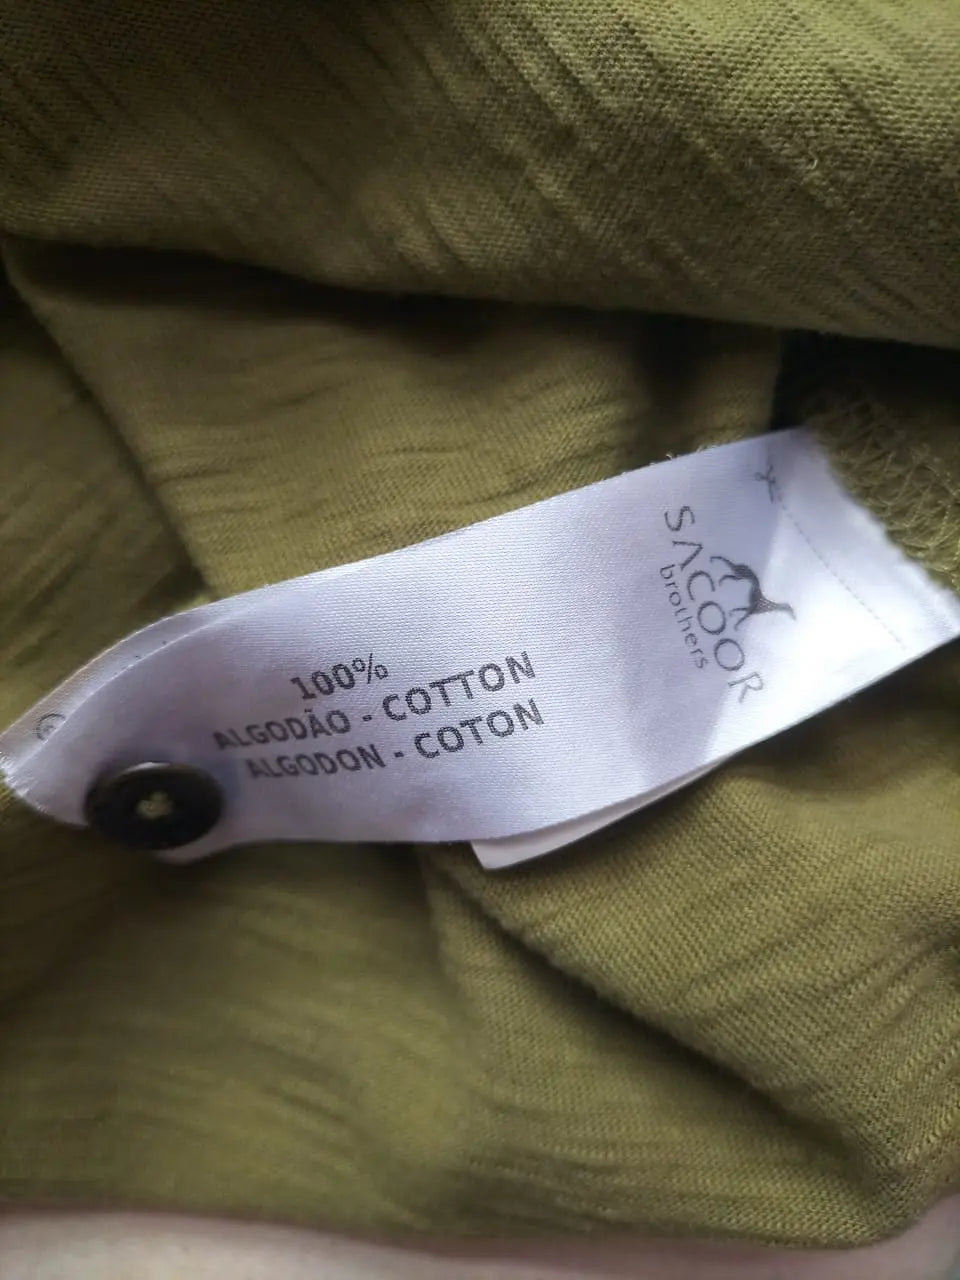 SACOOR
brothers
100%
ALGODÃO - COTTON
ALGODON - COTON